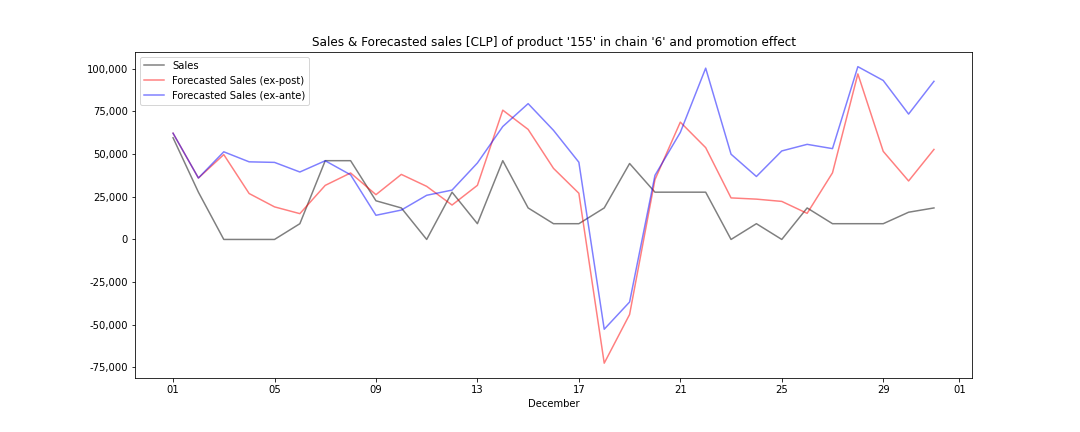 Sales & Forecasted sales [CLP] of product '155' in chain '6' and promotion effect
Sales
Forecasted Sales (ex-post)
Forecasted Sales (ex-ante)
100,000
75,000
50,000
25,000
0
-25,000
-50,000
-75,000
01 05 09 13 17 21 25 29 01
December